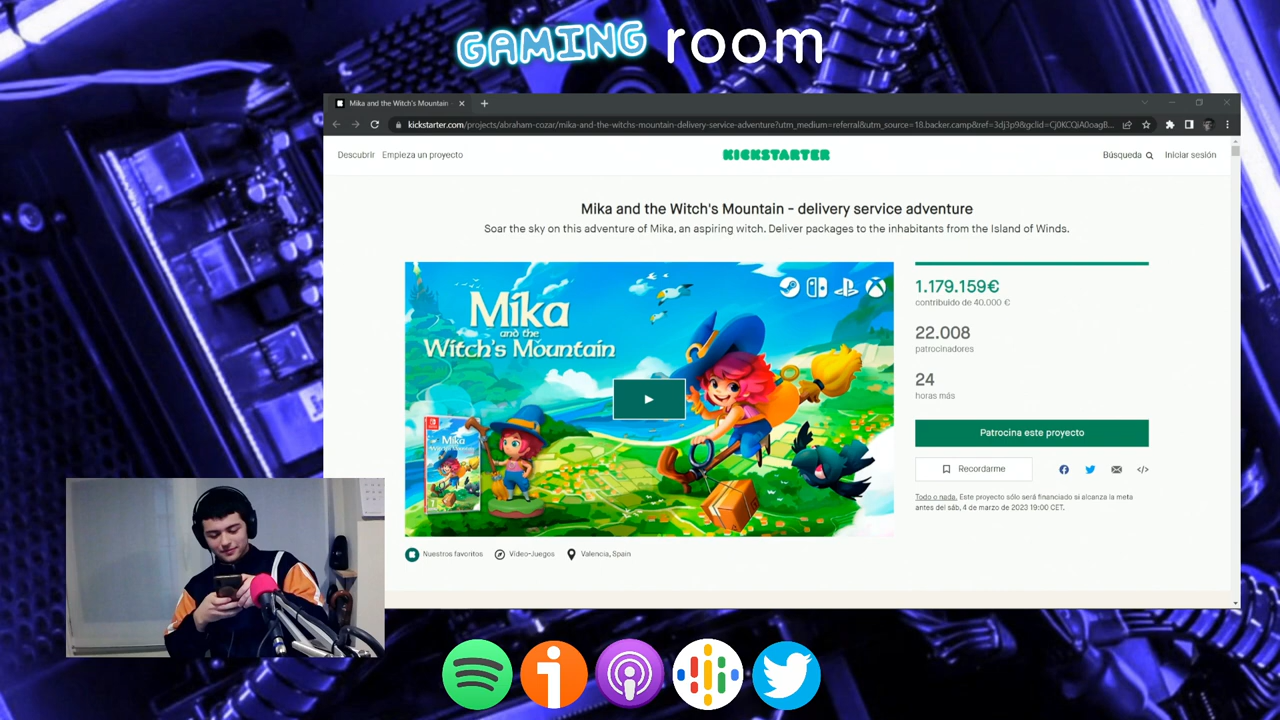 GAMING room
Mika and the Witch's Mountain -
kickstarter.com/projects/abraham-cozar/mika-and-the-witchs-mountain-delivery-service-adventure?utm_medium=referral&utm_source=18.backer.camp&ref=3dj3p9&gclid=Cj0KCQiA0oagB...
Descubrir Empieza un proyecto
KICKSTARTER
Búsqueda Iniciar sesión
Mika and the Witch's Mountain - delivery service adventure
Soar the sky on this adventure of Mika, an aspiring witch. Deliver packages to the inhabitants from the Island of Winds.
Mika
and the
Witch's Mountain
Mika
1.179.159€
contribuido de 40.000 €
22.008
patrocinadores
24
horas más
Patrocina este proyecto
Recordarme
Todo o nada. Este proyecto sólo será financiado si alcanza la meta
antes del sáb, 4 de marzo de 2023 19:00 CET.
Nuestros favoritos Video-Juegos Valencia, Spain